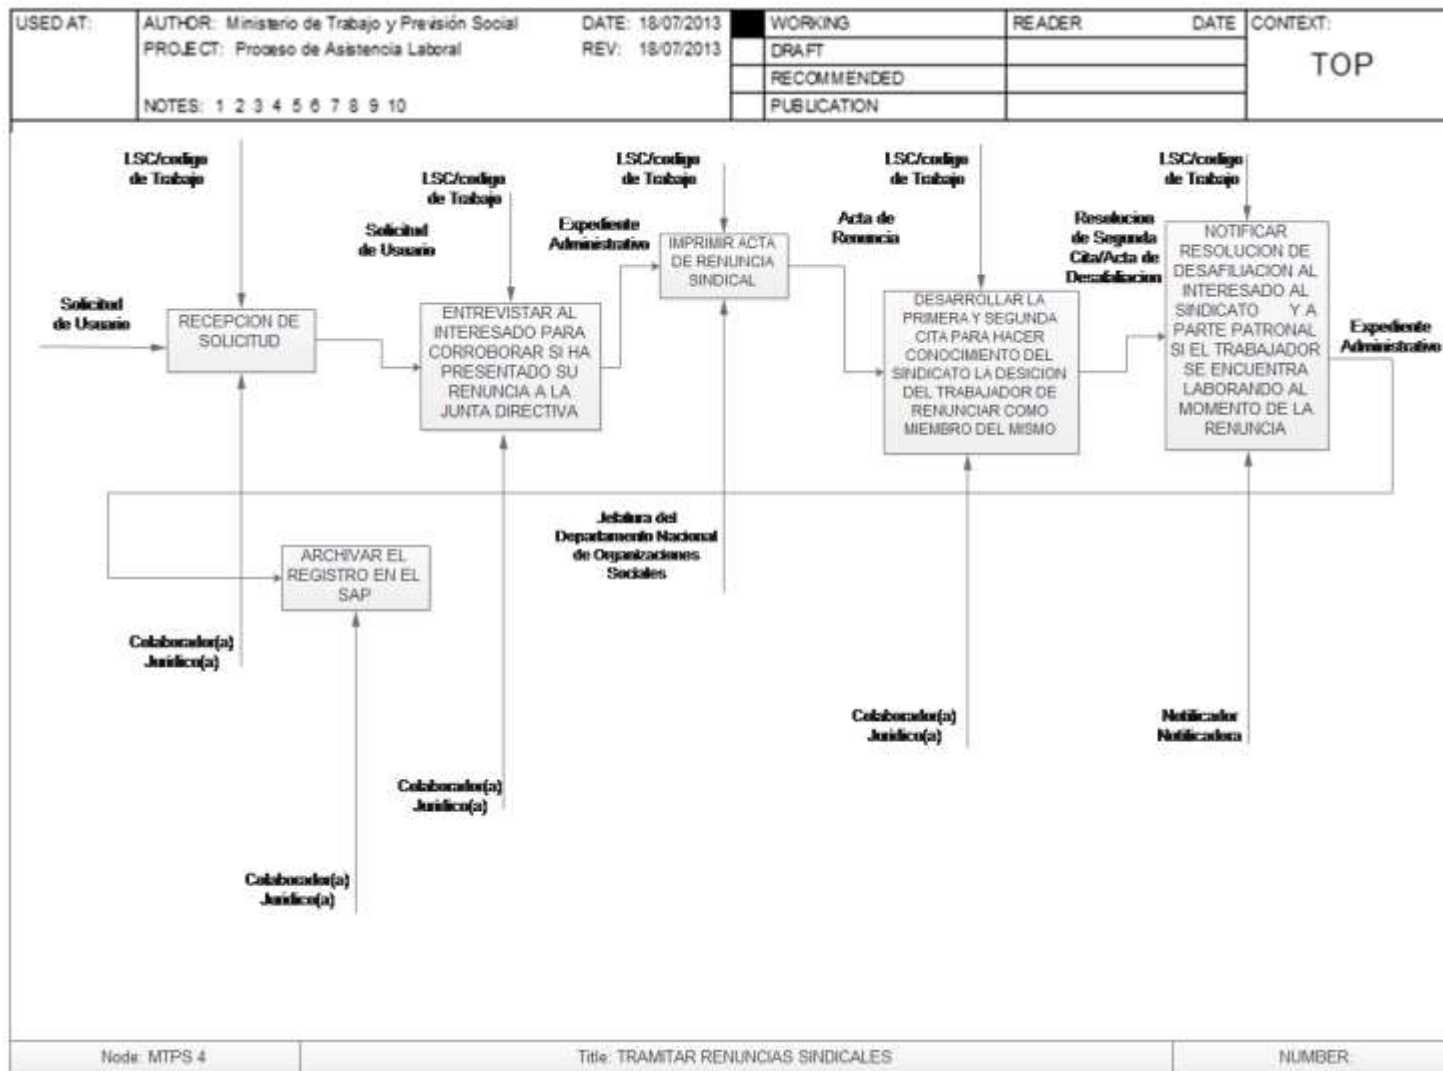 USED AT:
AUTHOR: Ministerio de Trabajo y Previsión Social
DATE: 18/07/2013
PROJECT: Proceso de Asistencia Laboral
REV: 18/07/2013
NOTES: 1 2 3 4 5 6 7 8 9 10
WORKING
DRAFT
RECOMMENDED
PUBLICATION
READER
DATE
CONTEXT:
TOP
LSC/codigo
de Trabajo
LSC/codigo
de Trabajo
LSC/codigo
de Trabajo
LSC/codigo
de Trabajo
LSC/codigo
de Trabajo
Solicitud
de Usuario
RECEPCION DE
SOLICITUD
Solicitud
de Usuario
ENTREVISTAR AL
INTERESADO PARA
CORROBORAR SI HA
PRESENTADO SU
RENUNCIA A LA
JUNTA DIRECTIVA
Expediente
Administrativo
IMPRIMIR ACTA
DE RENUNCIA
SINDICAL
Acta de
Renuncia
DESARROLLAR LA
PRIMERA Y SEGUNDA
CITA PARA HACER
CONOCIMIENTO DEL
SINDICATO LA DESICION
DEL TRABAJADOR DE
RENUNCIAR COMO
MIEMBRO DEL MISMO
Resolucion
de Segunda
Cita/Acta de
Desafaliacion
NOTIFICAR
RESOLUCION DE
DESAFILIACION AL
INTERESADO AL
SINDICATO Y A
PARTE PATRONAL
SI EL TRABAJADOR
SE ENCUENTRA
LABORANDO AL
MOMENTO DE LA
RENUNCIA
Expediente
Administrativo
Jefatura del
Departamento Nacional
de Organizaciones
Sociales
ARCHIVAR EL
REGISTRO EN EL
SAP
Colaborador(a)
Jurídico(a)
Colaborador(a)
Jurídico(a)
Notificador
Notificadora
Colaborador(a)
Jurídico(a)
Colaborador(a)
Jurídico(a)
Node: MTPS 4
Title: TRAMITAR RENUNCIAS SINDICALES
NUMBER: